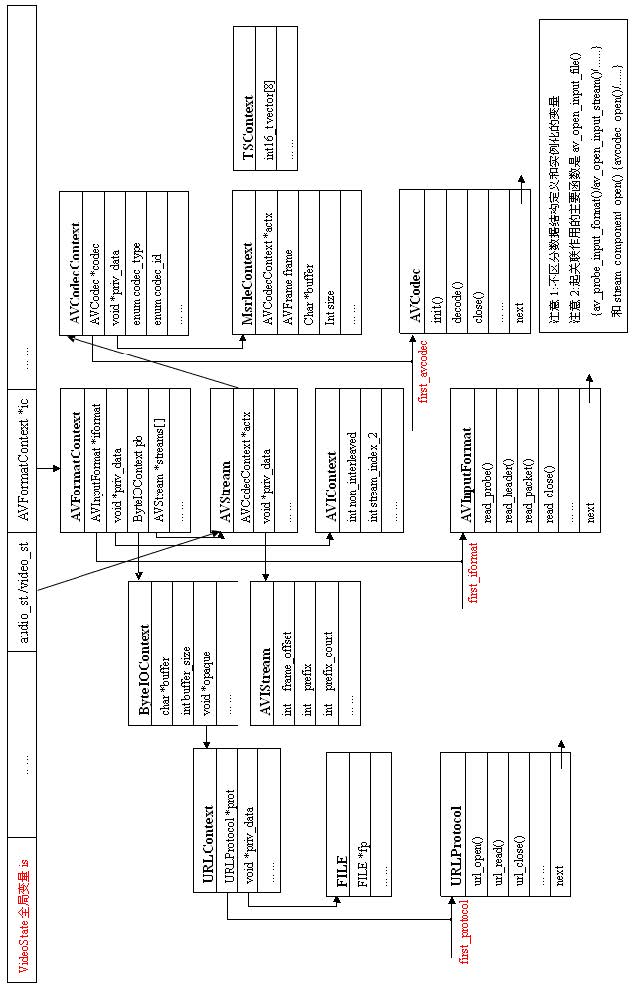 VideoState 全局变量 is
.. ...
audio_st /video_st
AVFormatContext *ic
... ...
AVFormatContext
AVInputFormat *iformat
void *priv_data
ByteIOContext pb
AVStream *streams[]
... ...
AVCodecContext
AVCodec *codec
void *priv_data
enum codec_type
enum codec_id
... ...
ByteIOContext
char *buffer
int buffer_size
void *opaque
... ...
URLContext
URLProtocol *prot
void *priv_data
... ...
AVStream
AVCodecContext *actx
void *priv_data
... ...
MsrleContext
AVCodecContext *actx
AVFrame frame
Char *buffer
Int size
... ...
TSContext
int16_t vector[8]
... ...
AVIStream
int frame_offset
int prefix
int prefix_count
... ...
FILE
FILE *fp
... ...
AVIContext
int non_interleaved
int stream_index_2
... ...
first_avcodec
AVCodec
init()
decode()
close()
... ...
next
first_protocol
URLProtocol
url_open()
url_read()
url_close()
... ...
next
first_iformat
AVInputFormat
read_probe()
read_header()
read_packet()
read_close()
... ...
next
注意 1:不区分数据结构定义和实例化的变量
注意 2:起关联作用的主要函数是 av_open_input_file()
{av_probe_input_format()/av_open_input_stream()/......}
和 stream_component_open() {avcodec_open()/......}